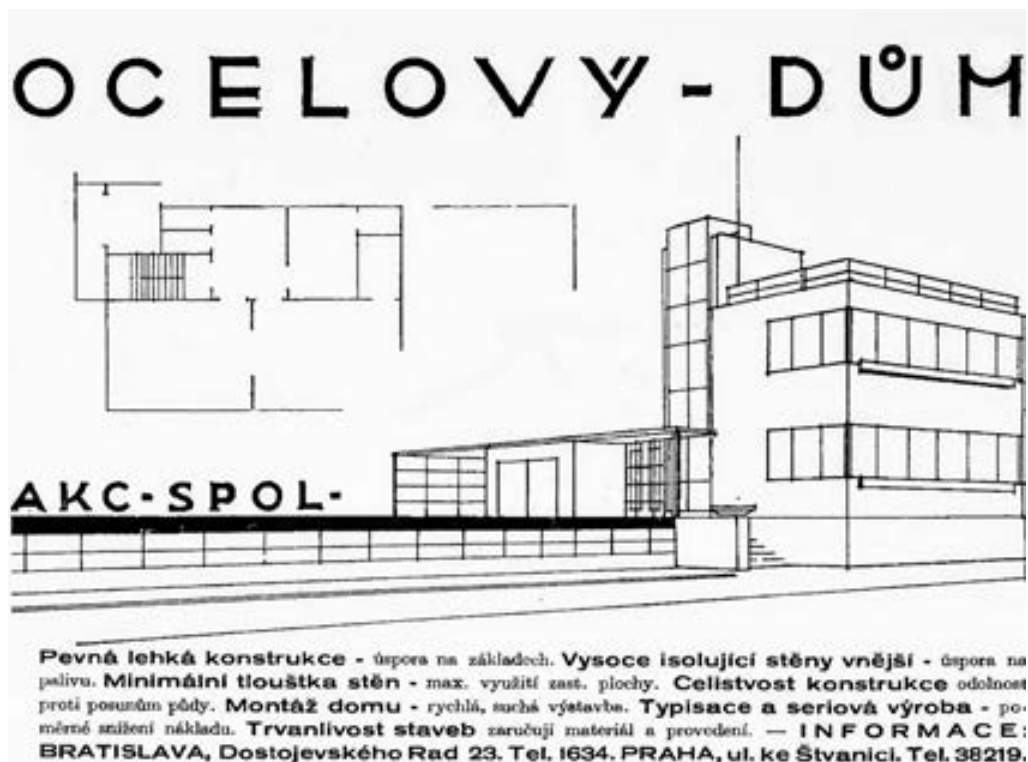 OCELOVÝ - DŮM
AKC-SPOL-
Pevná lehká konstrukce - úspora na základech. Vysoce isolující stěny vnější - úspora na
palivu. Minimální tlouštka stěn - max. využití zast. plochy. Celistvost konstrukce odolnost
proti posunům půdy. Montáž domu - rychlá, suchá výstavba. Typisace a seriová výroba - po-
měrné snížení nákladu. Trvanlivost staveb zaručují materiál a provedení. — INFORMACE:
BRATISLAVA, Dostojevského Rad 23. Tel. 1634. PRAHA, ul. ke Štvanici. Tel. 38219.